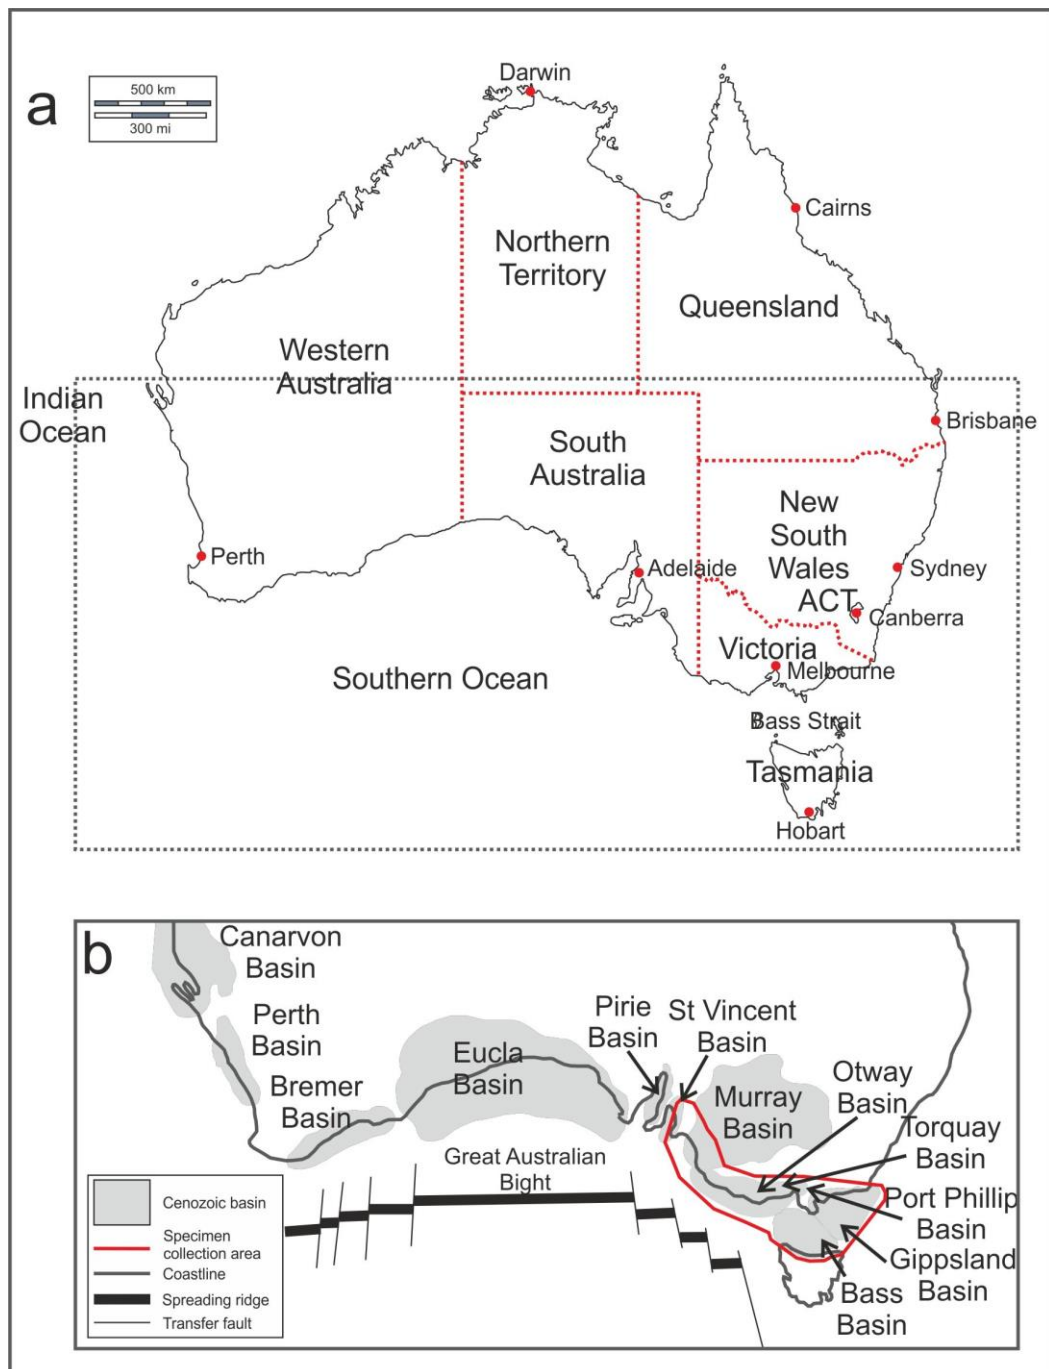 a
500 km
300 mi
Darwin
Cairns
Northern
Territory
Queensland
Western
Australia
Indian
Ocean
Brisbane
South
Australia
New
South
Wales
ACT
Perth
Adelaide
Sydney
Canberra
Victoria
Melbourne
Southern Ocean
Bass Strait
Tasmania
Hobart
b
Canarvon
Basin
Perth
Basin
Bremer
Basin
Eucla
Basin
Pirie
Basin
St Vincent
Basin
Murray
Basin
Otway
Basin
Torquay
Basin
Port Phillip
Basin
Gippsland
Basin
Bass
Basin
Great Australian
Bight
Cenozoic basin
Specimen
collection area
Coastline
Spreading ridge
Transfer fault